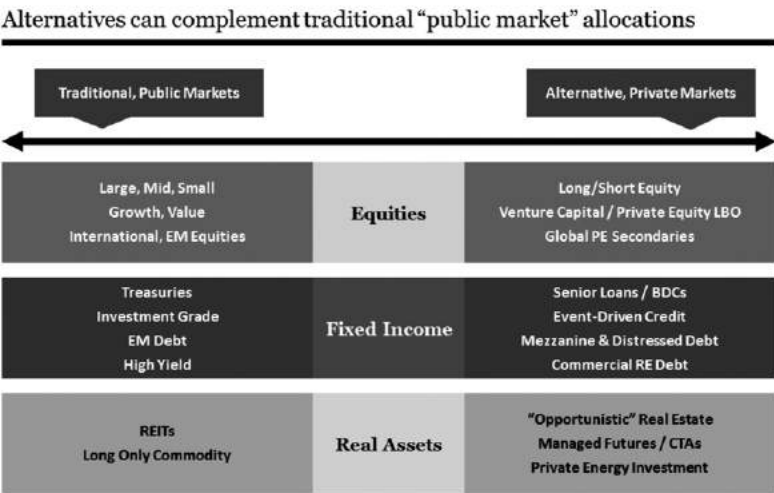 Alternatives can complement traditional “public market” allocations
Traditional, Public Markets
Alternative, Private Markets
Large, Mid, Small
Growth, Value
International, EM Equities
Equities
Long/Short Equity
Venture Capital / Private Equity LBO
Global PE Secondaries
Treasuries
Investment Grade
EM Debt
High Yield
Fixed Income
Senior Loans / BDCs
Event-Driven Credit
Mezzanine & Distressed Debt
Commercial RE Debt
REITs
Long Only Commodity
Real Assets
“Opportunistic” Real Estate
Managed Futures / CTAs
Private Energy Investment